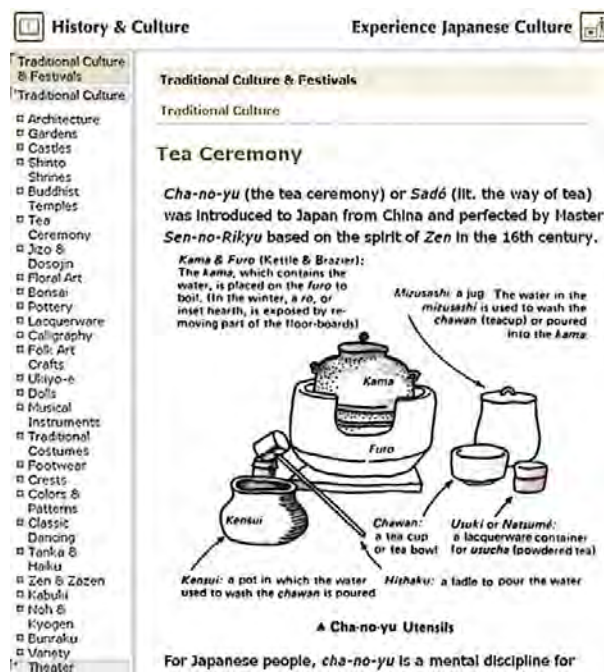 History & Culture
Experience Japanese Culture
Traditional Culture
& Festivals
Traditional Culture
Architecture
Gardens
Castles
Shinto
Shrines
Buddhist
Temples
Tea
Ceremony
Jizo &
Dosojin
Floral Art
Bonsai
Pottery
Lacquerware
Calligraphy
Folk Art
Crafts
Ukiyo-e
Dolls
Musical
Instruments
Traditional
Costumes
Footwear
Crests
Colors &
Patterns
Classic
Dancing
Tanka &
Haiku
Zen & Zazen
Kabuki
Noh &
Kyogen
Bunraku
Variety
Theater
Traditional Culture & Festivals
Traditional Culture
Tea Ceremony
Cha-no-yu (the tea ceremony) or Sadó (lit. the way of tea)
was introduced to Japan from China and perfected by Master
Sen-no-Rikyu based on the spirit of Zen in the 16th century.
Kama & Furo (Kettle & Brazier):
The kama, which contains the
water, is placed on the furo to
boil. (In the winter, a ro, or
inset hearth, is exposed by re-
moving part of the floor-boards)
Mizusashi: a jug. The water in the
mizusashi is used to wash the
chawan (teacup) or poured
into the kama.
Kama
Furo
Kensui
Chawan:
a tea cup
or tea bowl
Usuki or Natsumé:
a lacquerware container
for usucha (powdered tea)
Kensui: a pot in which the water
used to wash the chawan is poured
Hishaku: a ladle to pour the water
▲ Cha-no-yu Utensils
For Japanese people, cha-no-yu is a mental discipline for